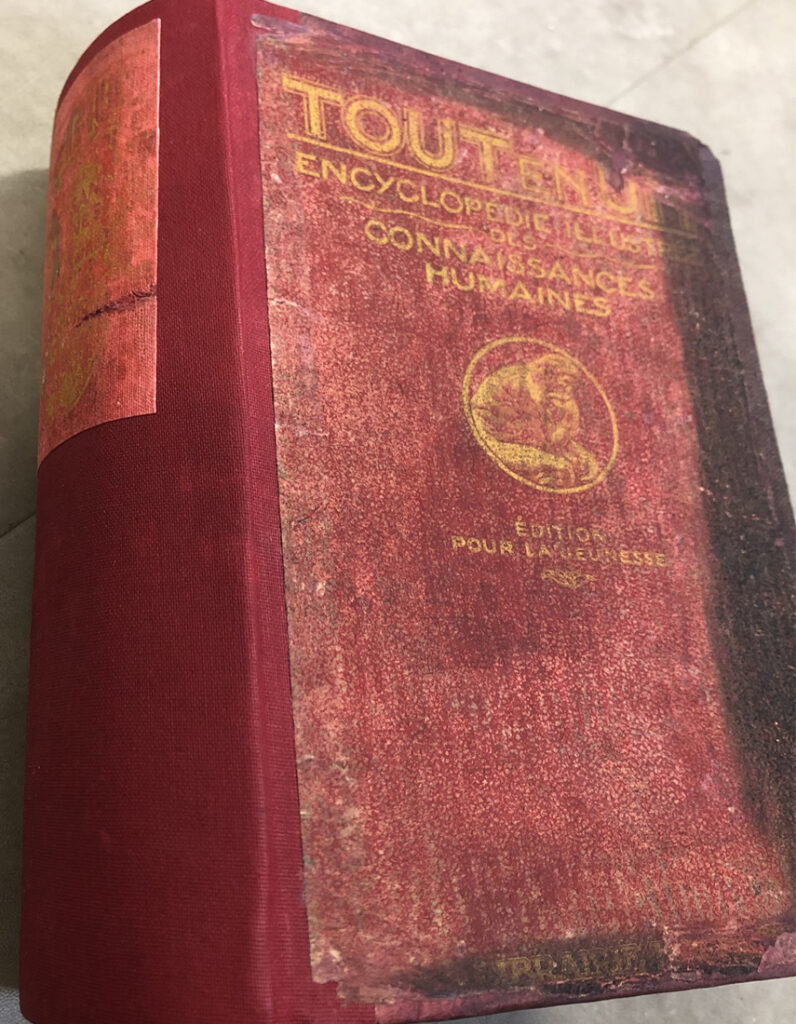 TOUT EN UN
ENCYCLOPÉDIE ILLUSTRÉE
DES
CONNAISSANCES
HUMAINES
ÉDITION
POUR LA JEUNESSE